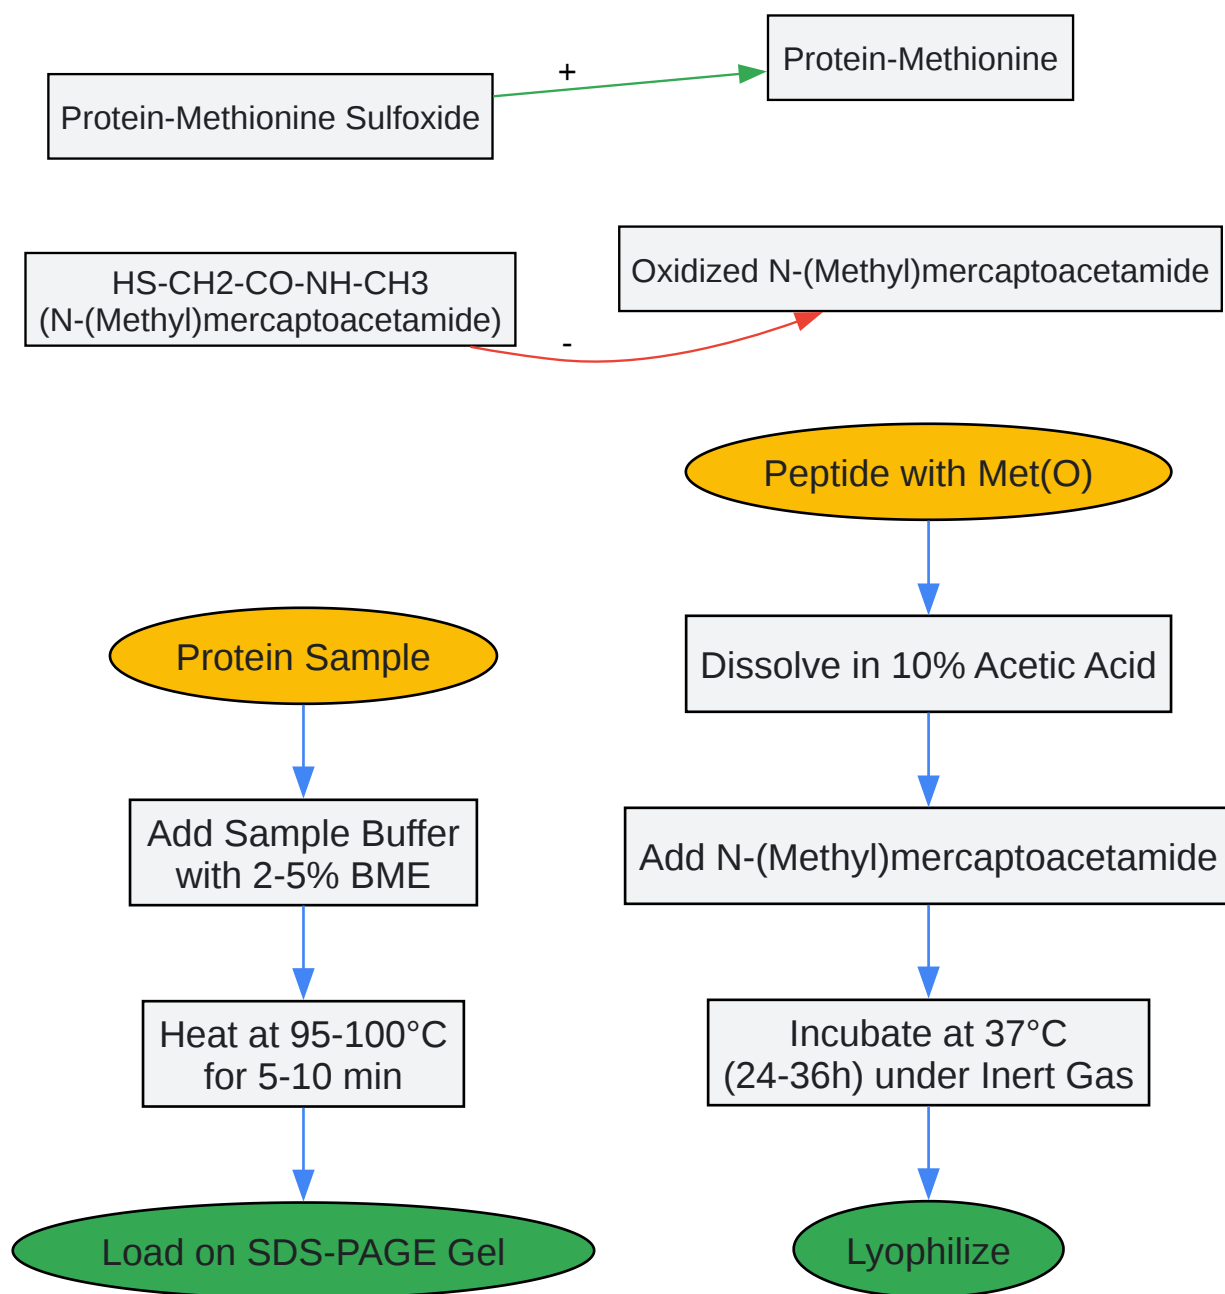 Protein-Methionine Sulfoxide
+
Protein-Methionine
HS-CH2-CO-NH-CH3
(N-(Methyl)mercaptoacetamide)
-
Oxidized N-(Methyl)mercaptoacetamide
Protein Sample
Add Sample Buffer
with 2-5% BME
Heat at 95-100°C
for 5-10 min
Load on SDS-PAGE Gel
Peptide with Met(O)
Dissolve in 10% Acetic Acid
Add N-(Methyl)mercaptoacetamide
Incubate at 37°C
(24-36h) under Inert Gas
Lyophilize